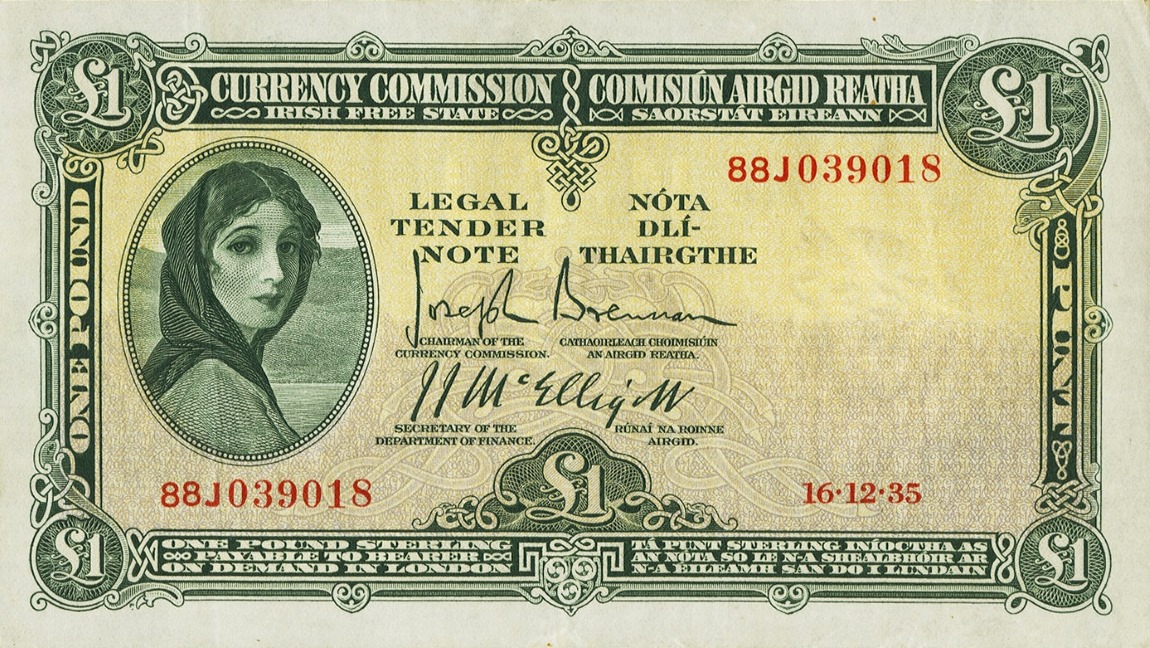 £1
CURRENCY COMMISSION
IRISH FREE STATE
COIMISIÚN AIRGID REATHA
SAORSTÁT EIREANN
£1
88J039018
LEGAL
TENDER
NOTE
NÓTA
DLÍ-
THAIRGTHE
ONE POUND
Joseph Brennan
CHAIRMAN OF THE
CURRENCY COMMISSION.
CATHAOIRLEACH CHOIMISIÚIN
AN AIRGID REATHA.
J J McElligott
SECRETARY OF THE
DEPARTMENT OF FINANCE.
RÚNAÍ NA ROINNE
AIRGID.
88J039018
£1
16·12·35
£1
ONE POUND STERLING
PAYABLE TO BEARER
ON DEMAND IN LONDON
TÁ PUNT STERLING INÍOCTHA AS
AN NÓTA SO LE N-A SHEALBHÓIR AR
N-A ÉILEAMH SAN DO I LUNDAIN
£1